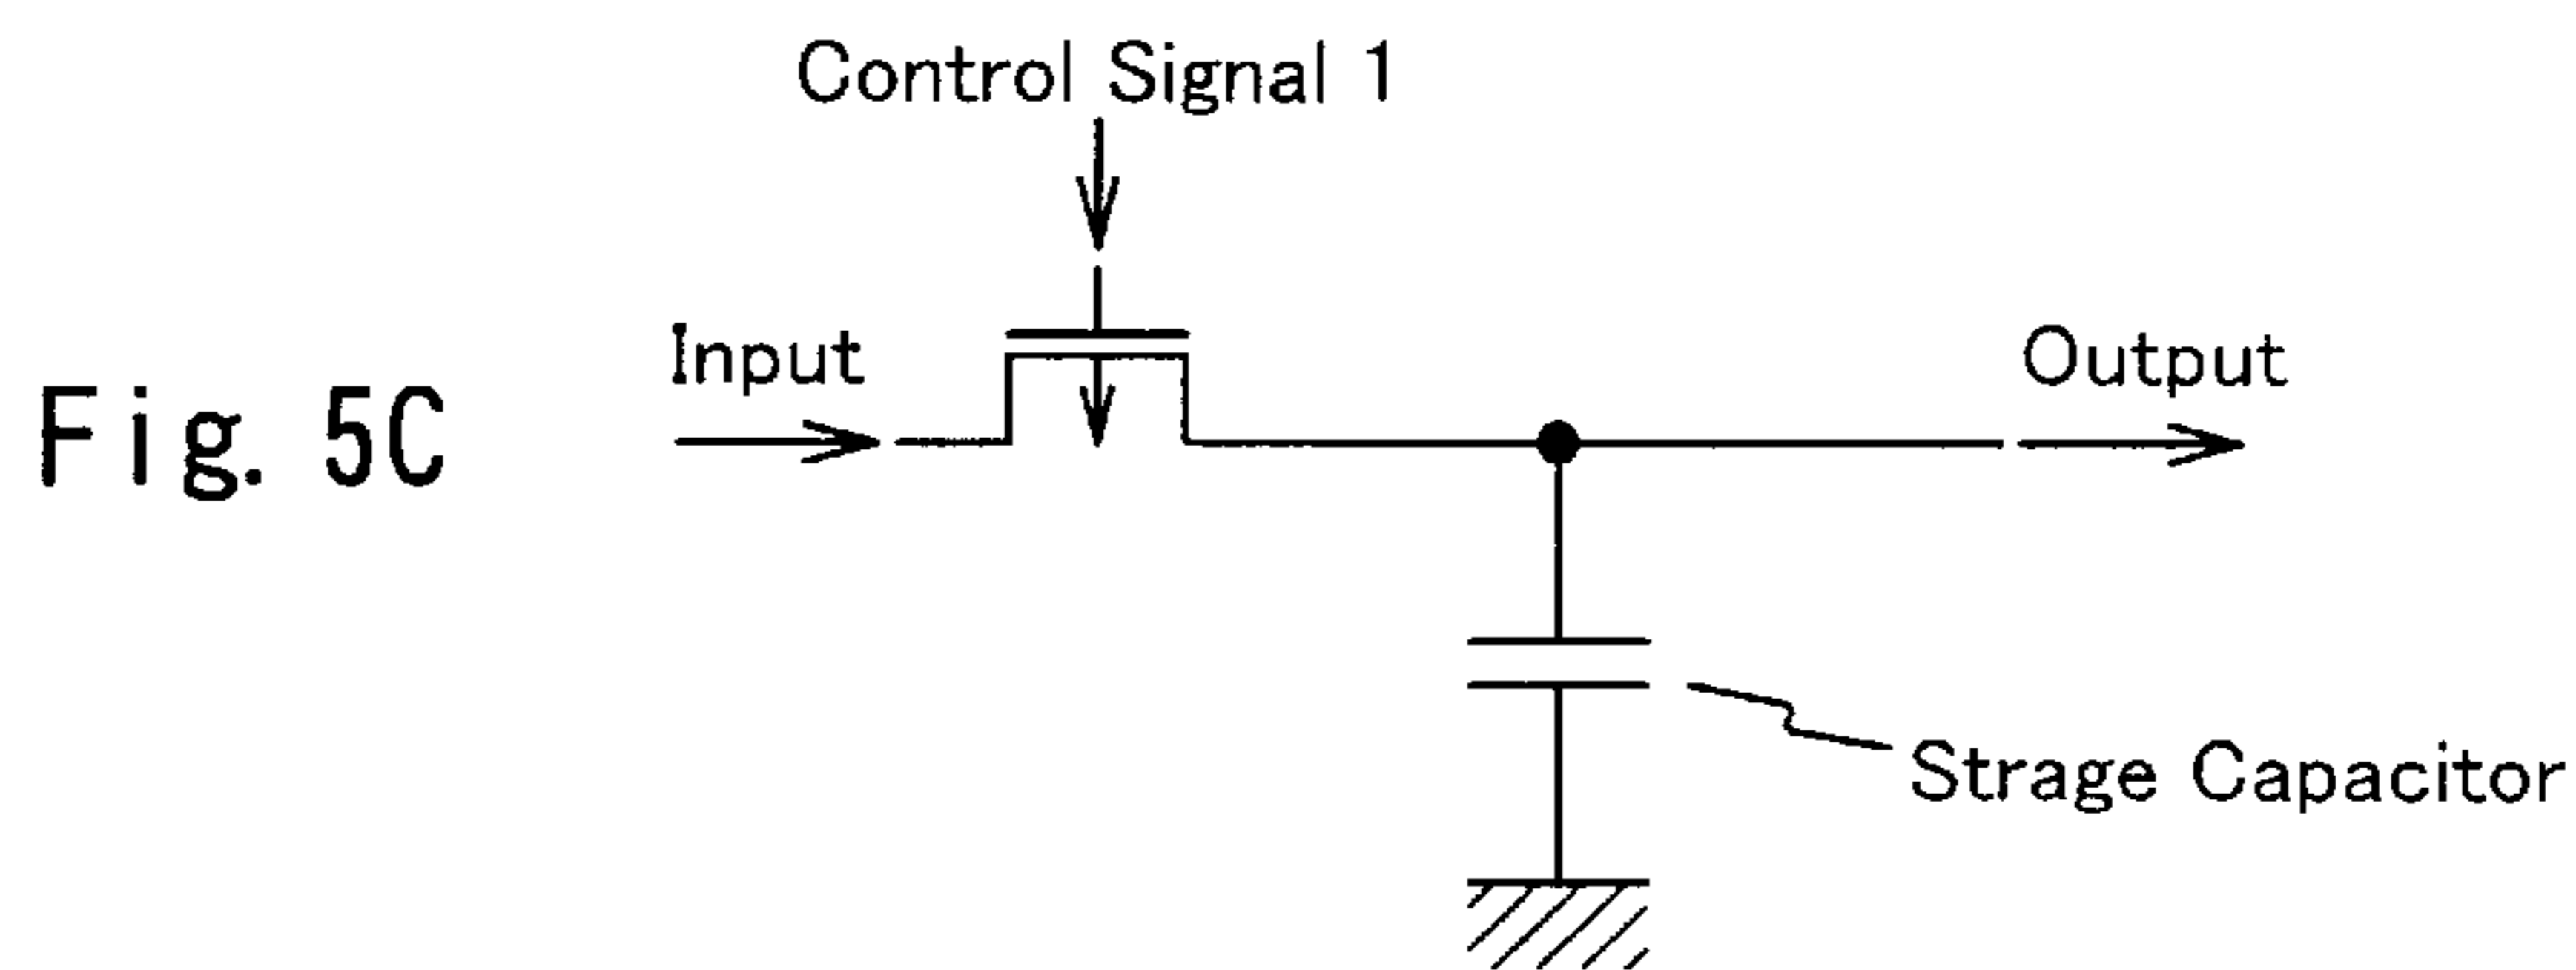 Control Signal 1
Input
Output
Fig. 5C
Strage Capacitor